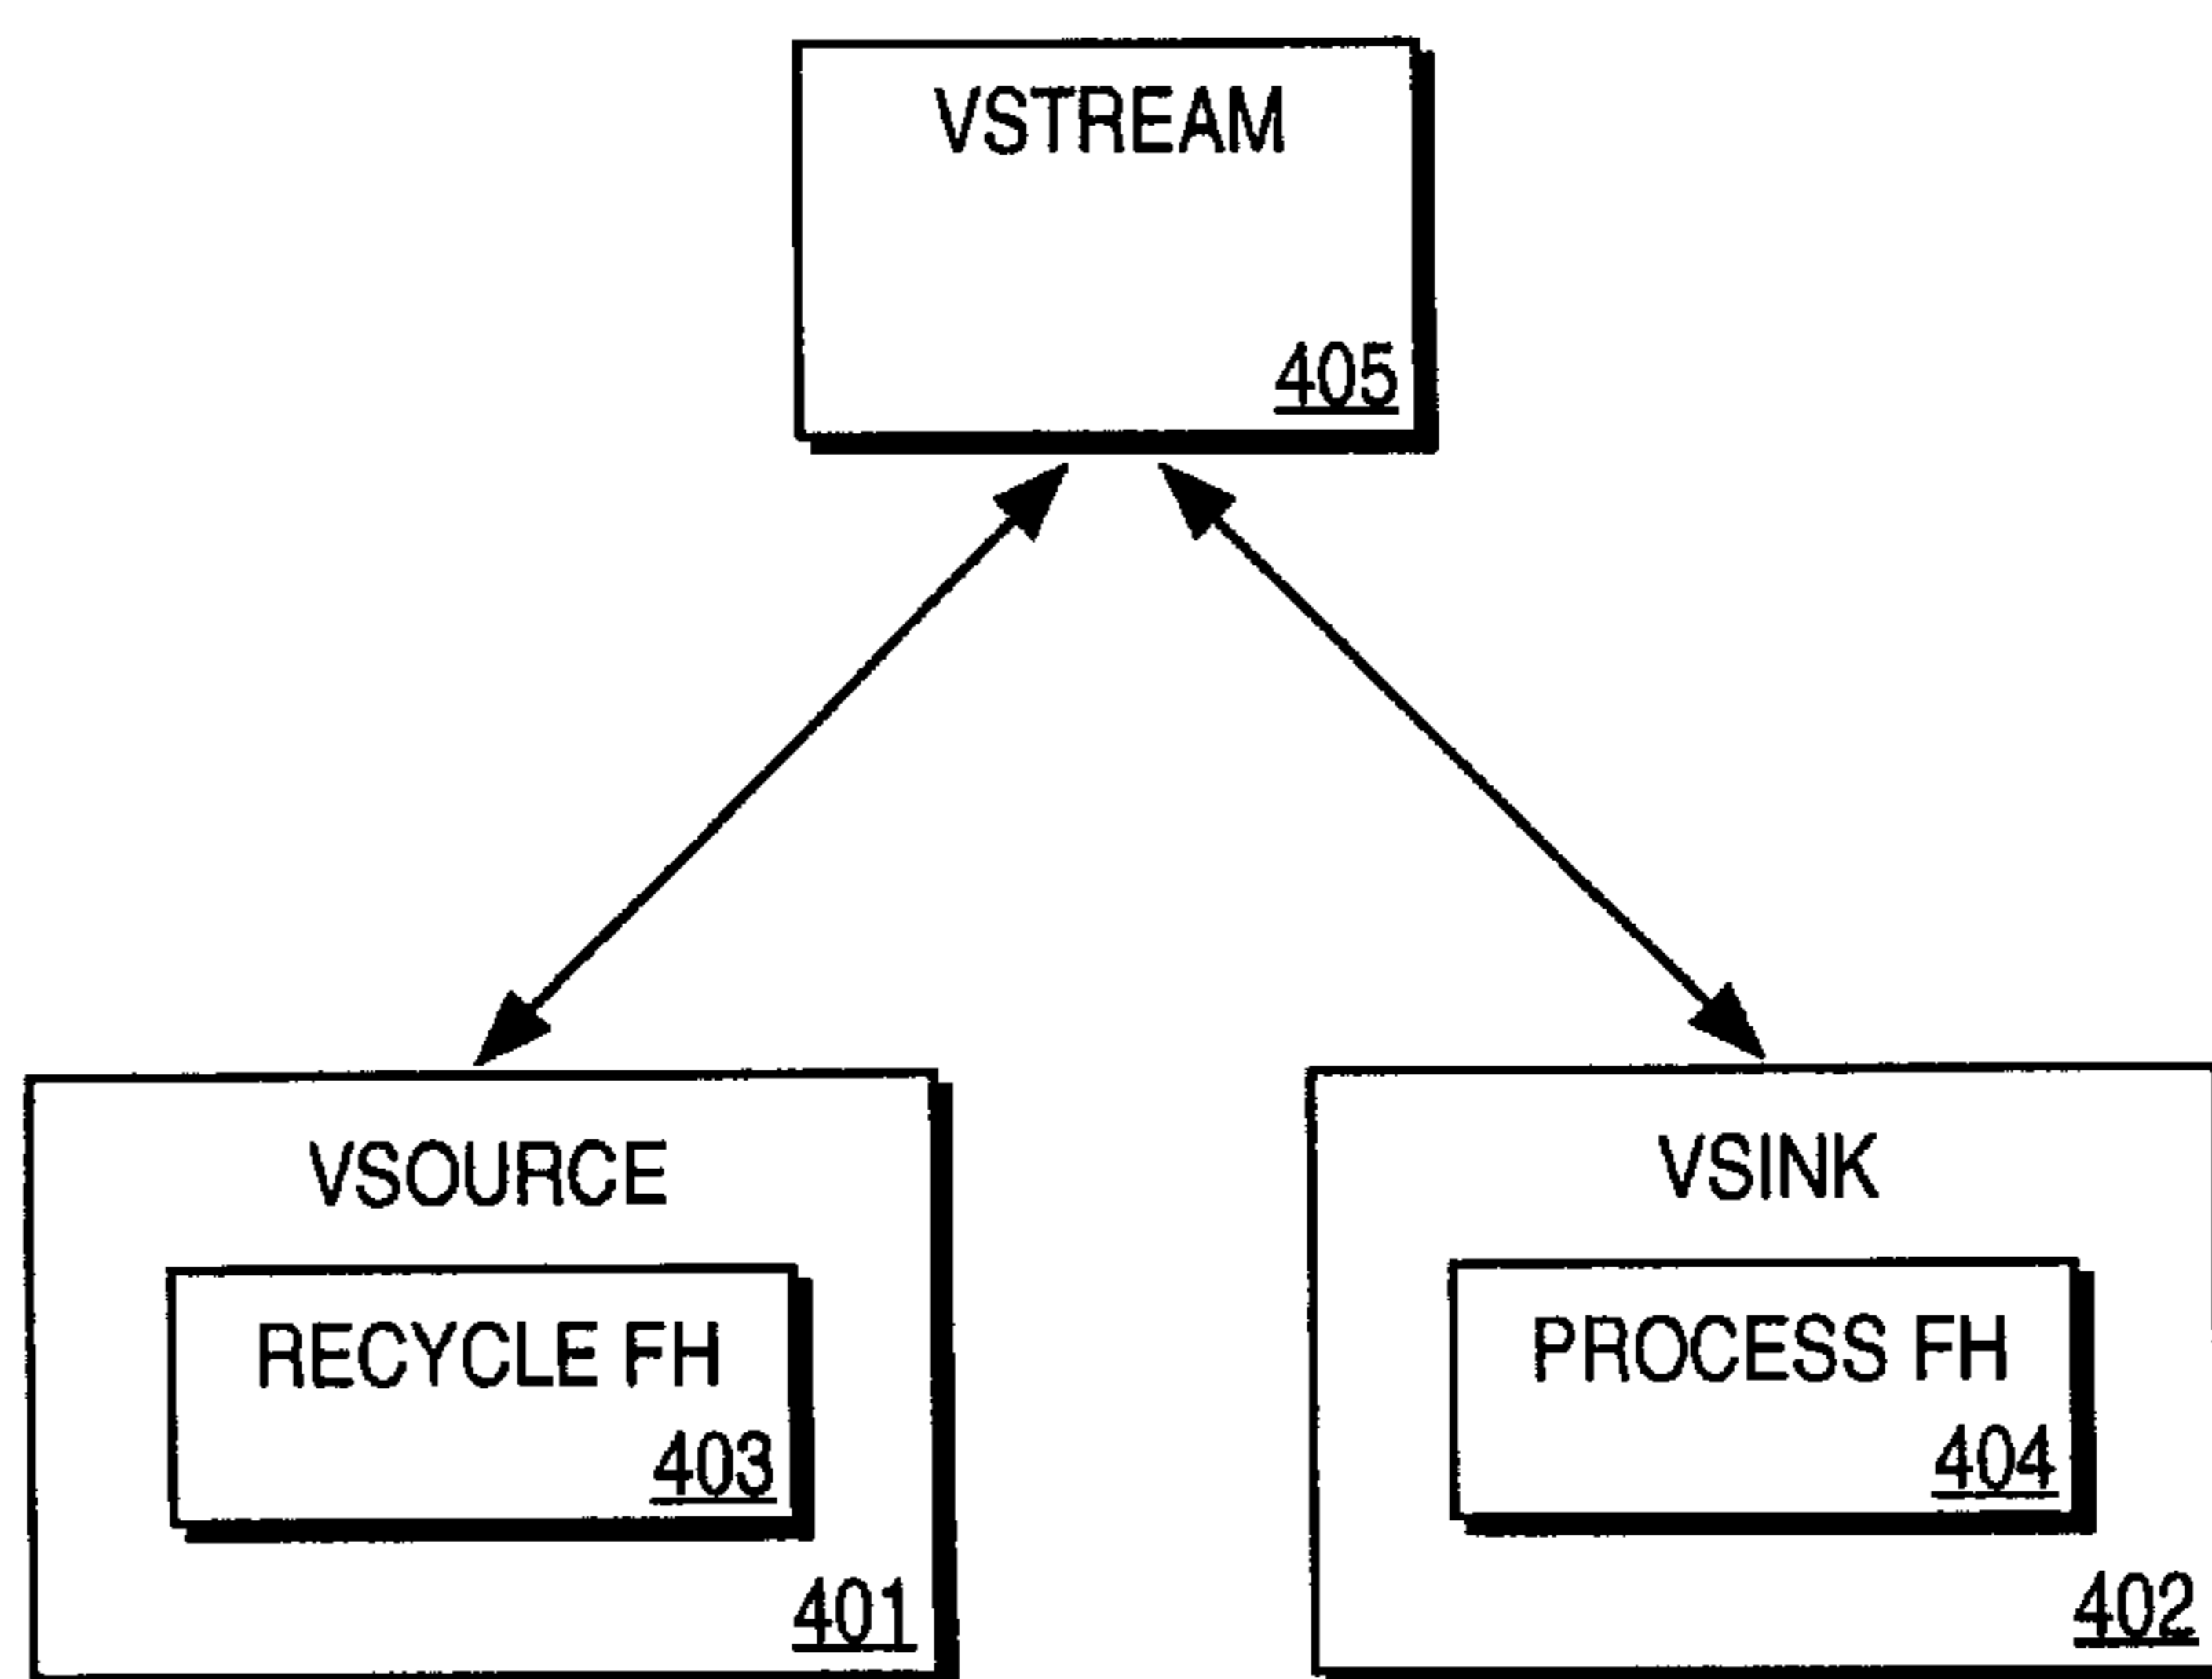 VSTREAM
405
VSOURCE
RECYCLE FH
403
401
VSINK
PROCESS FH
404
402